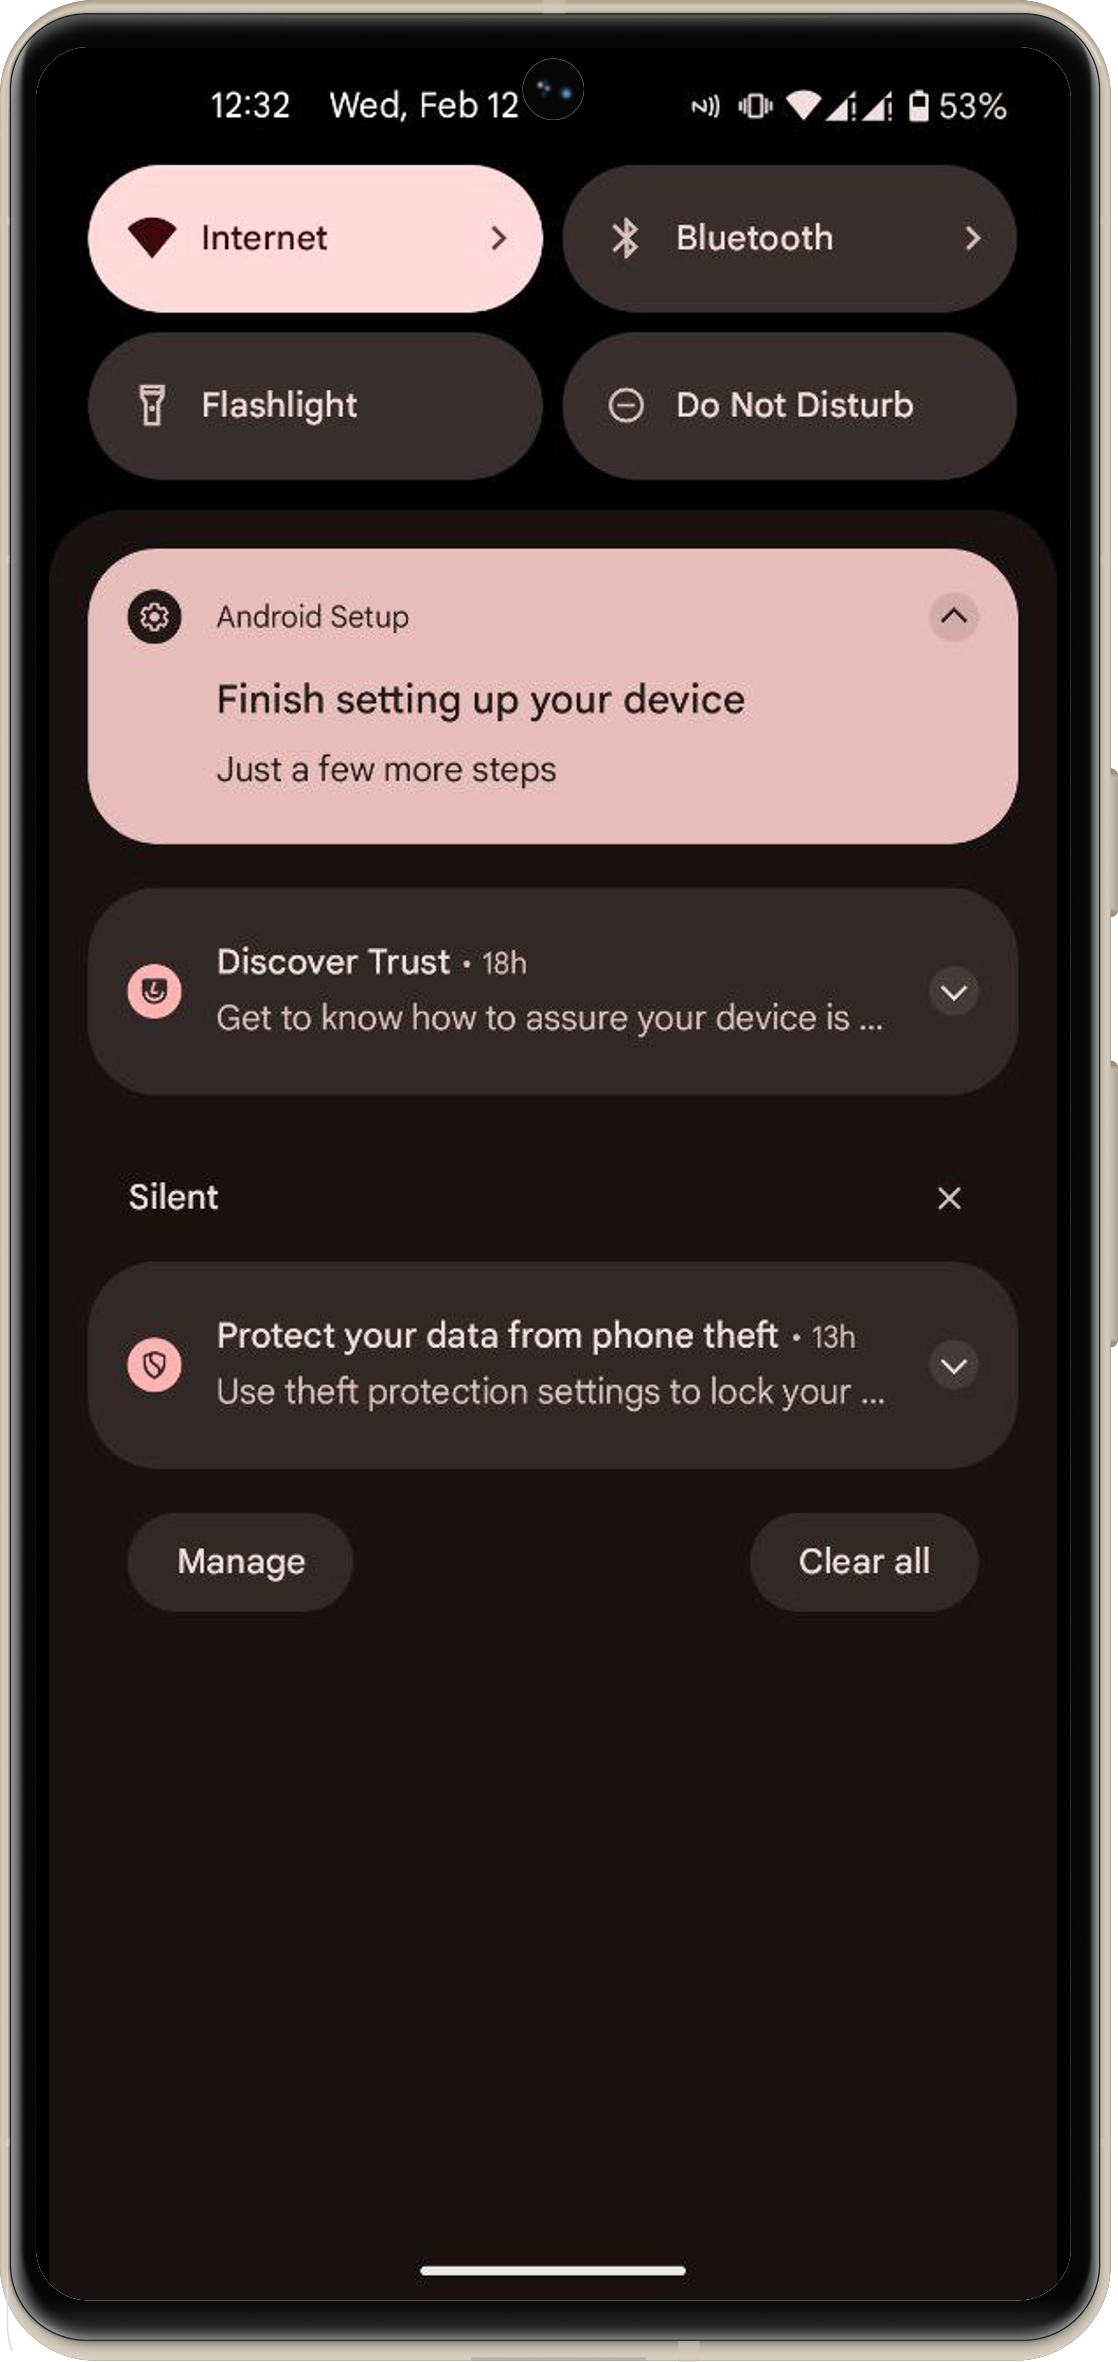 12:32 Wed, Feb 12 53%
Internet Bluetooth
Flashlight Do Not Disturb
Android Setup
Finish setting up your device
Just a few more steps
Discover Trust • 18h
Get to know how to assure your device is ...
Silent
Protect your data from phone theft • 13h
Use theft protection settings to lock your ...
Manage Clear all